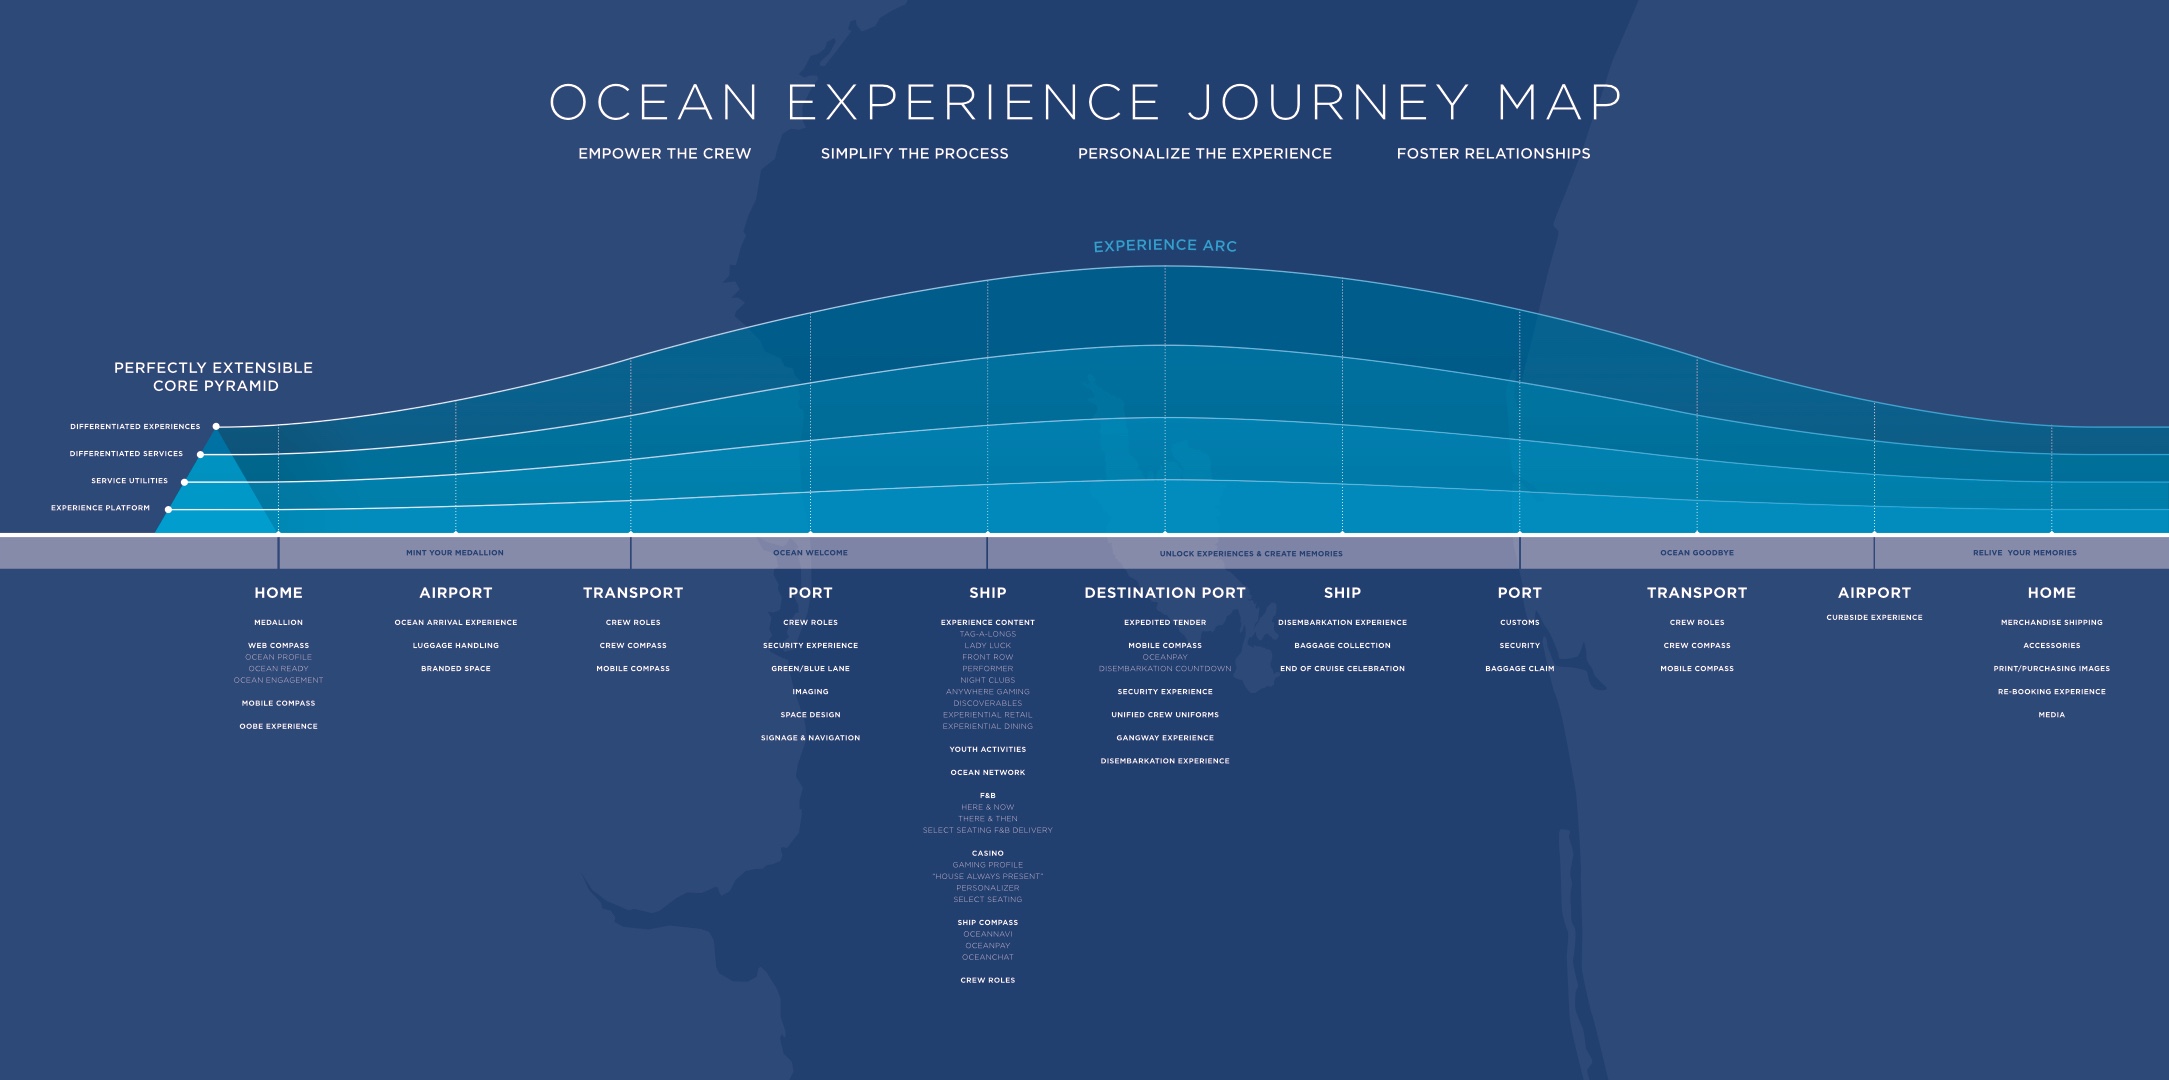 OCEAN EXPERIENCE JOURNEY MAP
EMPOWER THE CREW
SIMPLIFY THE PROCESS
PERSONALIZE THE EXPERIENCE
FOSTER RELATIONSHIPS
EXPERIENCE ARC
PERFECTLY EXTENSIBLE
CORE PYRAMID
DIFFERENTIATED EXPERIENCES
DIFFERENTIATED SERVICES
SERVICE UTILITIES
EXPERIENCE PLATFORM
MINT YOUR MEDALLION
OCEAN WELCOME
UNLOCK EXPERIENCES & CREATE MEMORIES
OCEAN GOODBYE
RELIVE YOUR MEMORIES
HOME
MEDALLION
WEB COMPASS
OCEAN PROFILE
OCEAN READY
OCEAN ENGAGEMENT
MOBILE COMPASS
OOBE EXPERIENCE
AIRPORT
OCEAN ARRIVAL EXPERIENCE
LUGGAGE HANDLING
BRANDED SPACE
TRANSPORT
CREW ROLES
CREW COMPASS
MOBILE COMPASS
PORT
CREW ROLES
SECURITY EXPERIENCE
GREEN/BLUE LANE
IMAGING
SPACE DESIGN
SIGNAGE & NAVIGATION
SHIP
EXPERIENCE CONTENT
TAG-A-LONGS
LADY LUCK
FRONT ROW
PERFORMER
NIGHT CLUBS
ANYWHERE GAMING
DISCOVERABLES
EXPERIENTIAL RETAIL
EXPERIENTIAL DINING
YOUTH ACTIVITIES
OCEAN NETWORK
F&B
HERE & NOW
THERE & THEN
SELECT SEATING F&B DELIVERY
CASINO
GAMING PROFILE
"HOUSE ALWAYS PRESENT"
PERSONALIZER
SELECT SEATING
SHIP COMPASS
OCEANNAVI
OCEANPAY
OCEANCHAT
CREW ROLES
DESTINATION PORT
EXPEDITED TENDER
MOBILE COMPASS
OCEANPAY
DISEMBARKATION COUNTDOWN
SECURITY EXPERIENCE
UNIFIED CREW UNIFORMS
GANGWAY EXPERIENCE
DISEMBARKATION EXPERIENCE
SHIP
DISEMBARKATION EXPERIENCE
BAGGAGE COLLECTION
END OF CRUISE CELEBRATION
PORT
CUSTOMS
SECURITY
BAGGAGE CLAIM
TRANSPORT
CREW ROLES
CREW COMPASS
MOBILE COMPASS
AIRPORT
CURBSIDE EXPERIENCE
HOME
MERCHANDISE SHIPPING
ACCESSORIES
PRINT/PURCHASING IMAGES
RE-BOOKING EXPERIENCE
MEDIA